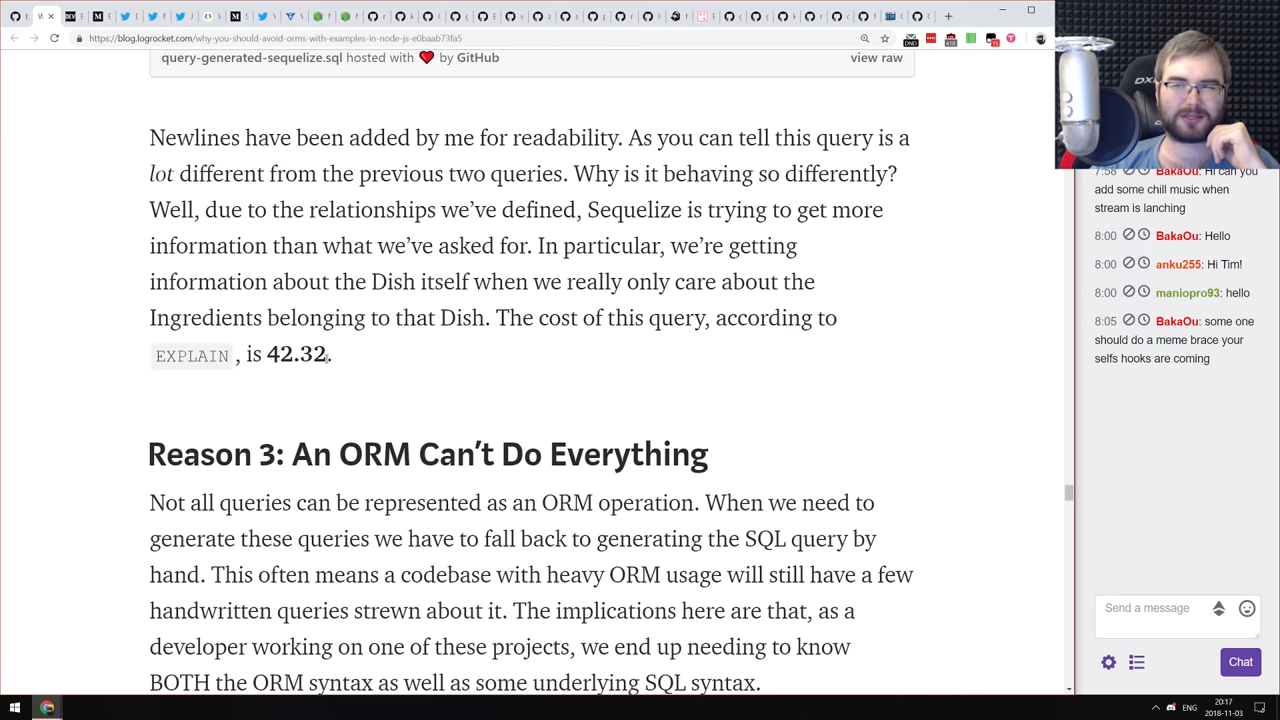 https://blog.logrocket.com/why-you-should-avoid-orms-with-examples-in-node-js-e0baab73fa5
query-generated-sequelize.sql hosted with ❤ by GitHub
view raw
Newlines have been added by me for readability. As you can tell this query is a
lot different from the previous two queries. Why is it behaving so differently?
Well, due to the relationships we’ve defined, Sequelize is trying to get more
information than what we’ve asked for. In particular, we’re getting
information about the Dish itself when we really only care about the
Ingredients belonging to that Dish. The cost of this query, according to
EXPLAIN , is 42.32.
Reason 3: An ORM Can’t Do Everything
Not all queries can be represented as an ORM operation. When we need to
generate these queries we have to fall back to generating the SQL query by
hand. This often means a codebase with heavy ORM usage will still have a few
handwritten queries strewn about it. The implications here are that, as a
developer working on one of these projects, we end up needing to know
BOTH the ORM syntax as well as some underlying SQL syntax.
7:58 BakaOu: Hi can you
add some chill music when
stream is lanching
8:00 BakaOu: Hello
8:00 anku255: Hi Tim!
8:00 maniopro93: hello
8:05 BakaOu: some one
should do a meme brace your
selfs hooks are coming
Send a message
Chat
ENG
20:17
2018-11-03